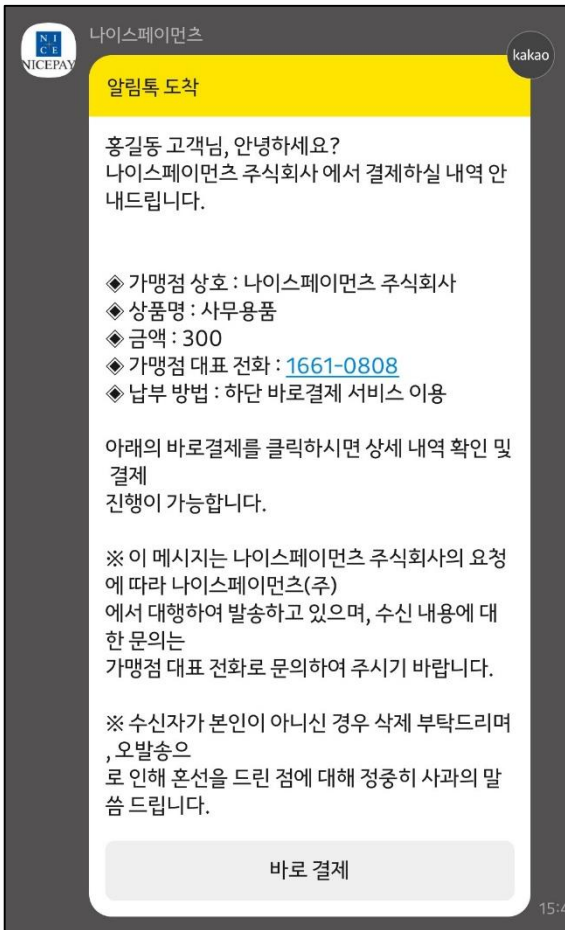 N I
C E
NICEPAY
나이스페이먼츠
kakao
알림톡 도착
홍길동 고객님, 안녕하세요?
나이스페이먼츠 주식회사 에서 결제하실 내역 안
내드립니다.
◈ 가맹점 상호 : 나이스페이먼츠 주식회사
◈ 상품명 : 사무용품
◈ 금액 : 300
◈ 가맹점 대표 전화 : 1661-0808
◈ 납부 방법 : 하단 바로결제 서비스 이용
아래의 바로결제를 클릭하시면 상세 내역 확인 및
결제
진행이 가능합니다.
※ 이 메시지는 나이스페이먼츠 주식회사의 요청
에 따라 나이스페이먼츠(주)
에서 대행하여 발송하고 있으며, 수신 내용에 대
한 문의는
가맹점 대표 전화로 문의하여 주시기 바랍니다.
※ 수신자가 본인이 아니신 경우 삭제 부탁드리며
, 오발송으
로 인해 혼선을 드린 점에 대해 정중히 사과의 말
씀 드립니다.
바로 결제